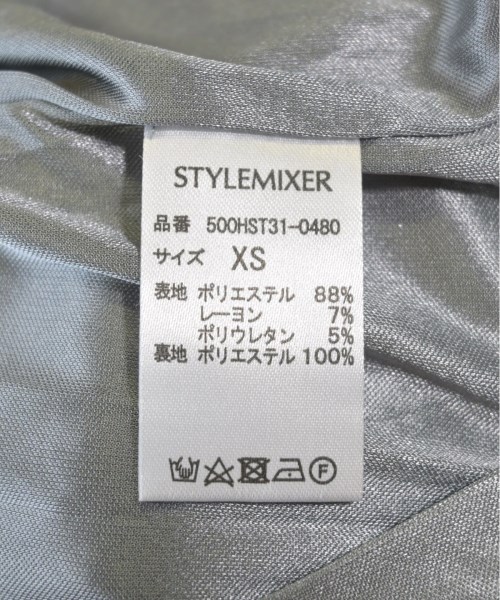 STYLEMIXER
品番 500HST31-0480
サイズ XS
表地 ポリエステル 88%
レーヨン 7%
ポリウレタン 5%
裏地 ポリエステル 100%
F